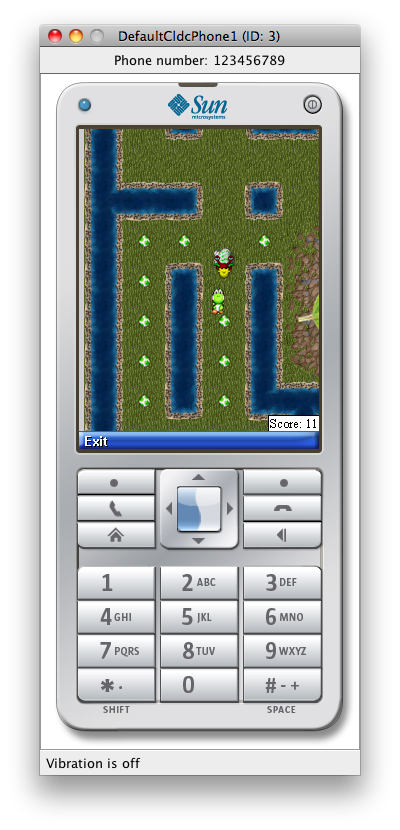 DefaultCldcPhone1 (ID: 3)
Phone number: 123456789
Sun
microsystems
Score: 11
Exit
1 2 ABC 3 DEF
4 GHI 5 JKL 6 MNO
7 PQRS 8 TUV 9 WXYZ
* . 0 # - +
SHIFT SPACE
Vibration is off